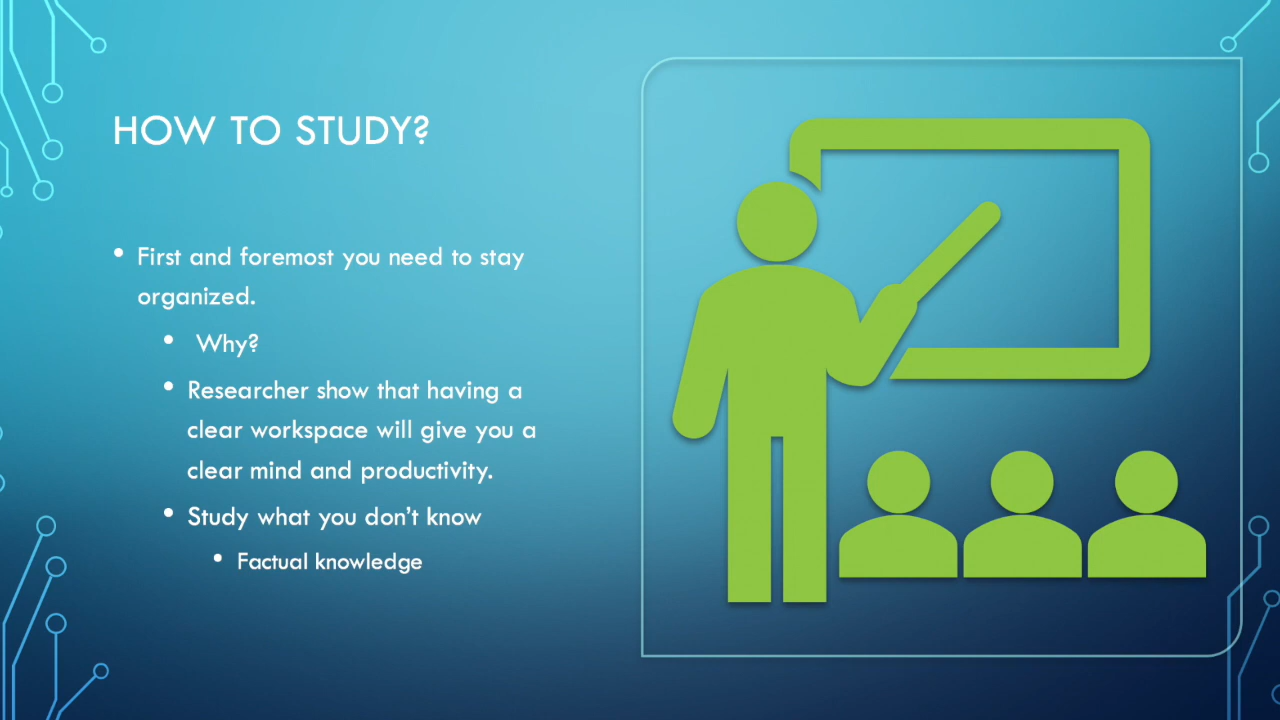 HOW TO STUDY?
• First and foremost you need to stay
organized.
• Why?
• Researcher show that having a
clear workspace will give you a
clear mind and productivity.
• Study what you don't know
• Factual knowledge